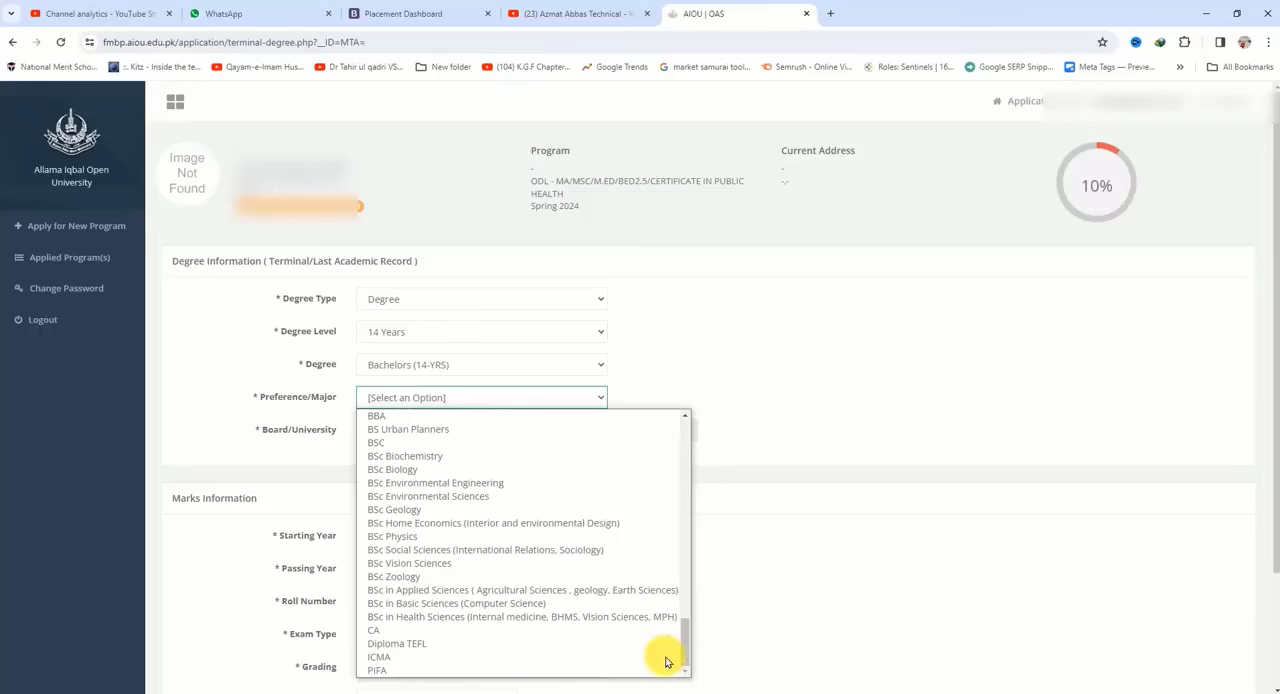 Channel analytics - YouTube St
WhatsApp
Placement Dashboard
(23) Azmat Abbas Technical - Y
AIOU | OAS
fmbp.aiou.edu.pk/application/terminal-degree.php?__ID=MTA=
National Merit Scho...
:: Kitz - Inside the te...
Qayam-e-Imam Hus...
Dr Tahir ul qadri VS...
New folder
(104) K.G.F Chapter...
Google Trends
market samurai tool...
Semrush - Online Vi...
Roles: Sentinels | 16...
Google SERP Snipp...
Meta Tags — Previe...
»
All Bookmarks
Allama Iqbal Open
University
Apply for New Program
Applied Program(s)
Change Password
Logout
Applica
Image
Not
Found
Program
-
ODL - MA/MSC/M.ED/BED2.5/CERTIFICATE IN PUBLIC
HEALTH
Spring 2024
Current Address
-
-.-
10%
Degree Information ( Terminal/Last Academic Record )
* Degree Type
Degree
* Degree Level
14 Years
* Degree
Bachelors (14-YRS)
* Preference/Major
[Select an Option]
* Board/University
BBA
BS Urban Planners
BSC
BSc Biochemistry
BSc Biology
BSc Environmental Engineering
BSc Environmental Sciences
BSc Geology
BSc Home Economics (Interior and environmental Design)
BSc Physics
BSc Social Sciences (International Relations, Sociology)
BSc Vision Sciences
BSc Zoology
BSc in Applied Sciences ( Agricultural Sciences , geology, Earth Sciences)
BSc in Basic Sciences (Computer Science)
BSc in Health Sciences (Internal medicine, BHMS, Vision Sciences, MPH)
CA
Diploma TEFL
ICMA
PIFA
Marks Information
* Starting Year
* Passing Year
* Roll Number
* Exam Type
* Grading